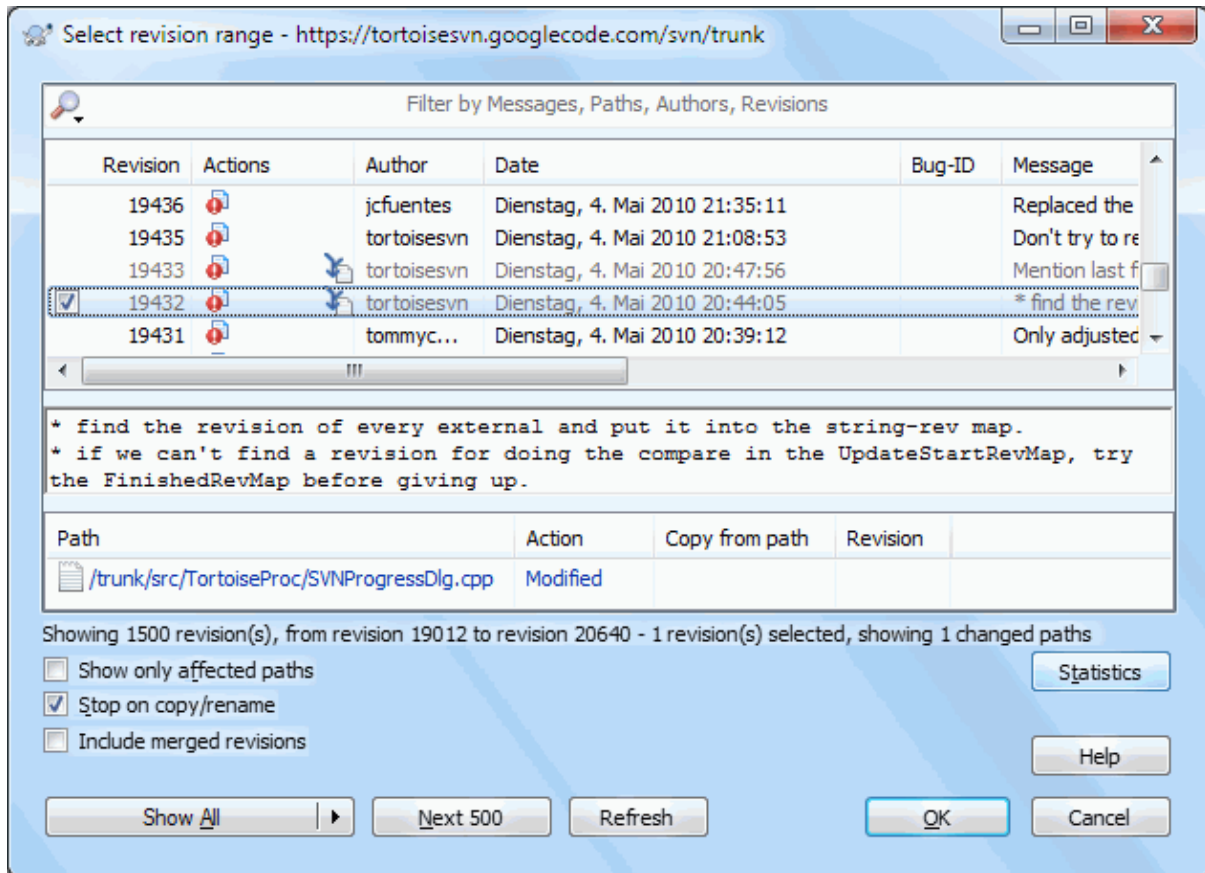 Select revision range - https://tortoisesvn.googlecode.com/svn/trunk
Filter by Messages, Paths, Authors, Revisions
Revision Actions Author Date Bug-ID Message
19436 jcfuentes Dienstag, 4. Mai 2010 21:35:11 Replaced the
19435 tortoisesvn Dienstag, 4. Mai 2010 21:08:53 Don't try to re
19433 tortoisesvn Dienstag, 4. Mai 2010 20:47:56 Mention last f
19432 tortoisesvn Dienstag, 4. Mai 2010 20:44:05 * find the rev
19431 tommyc... Dienstag, 4. Mai 2010 20:39:12 Only adjusted
* find the revision of every external and put it into the string-rev map.
* if we can't find a revision for doing the compare in the UpdateStartRevMap, try
the FinishedRevMap before giving up.
Path Action Copy from path Revision
/trunk/src/TortoiseProc/SVNProgressDlg.cpp Modified
Showing 1500 revision(s), from revision 19012 to revision 20640 - 1 revision(s) selected, showing 1 changed paths
Show only affected paths
Statistics
Stop on copy/rename
Include merged revisions
Help
Show All Next 500 Refresh OK Cancel